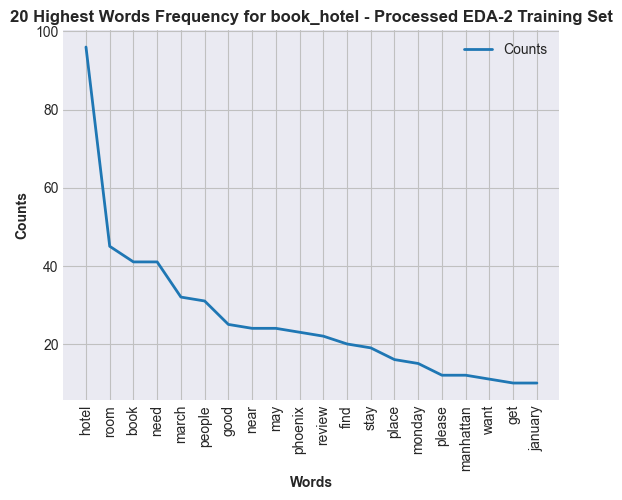 20 Highest Words Frequency for book_hotel - Processed EDA-2 Training Set
Counts
100
80
60
40
20
Counts
hotel
room
book
need
march
people
good
near
may
phoenix
review
find
stay
place
monday
please
manhattan
want
get
january
Words